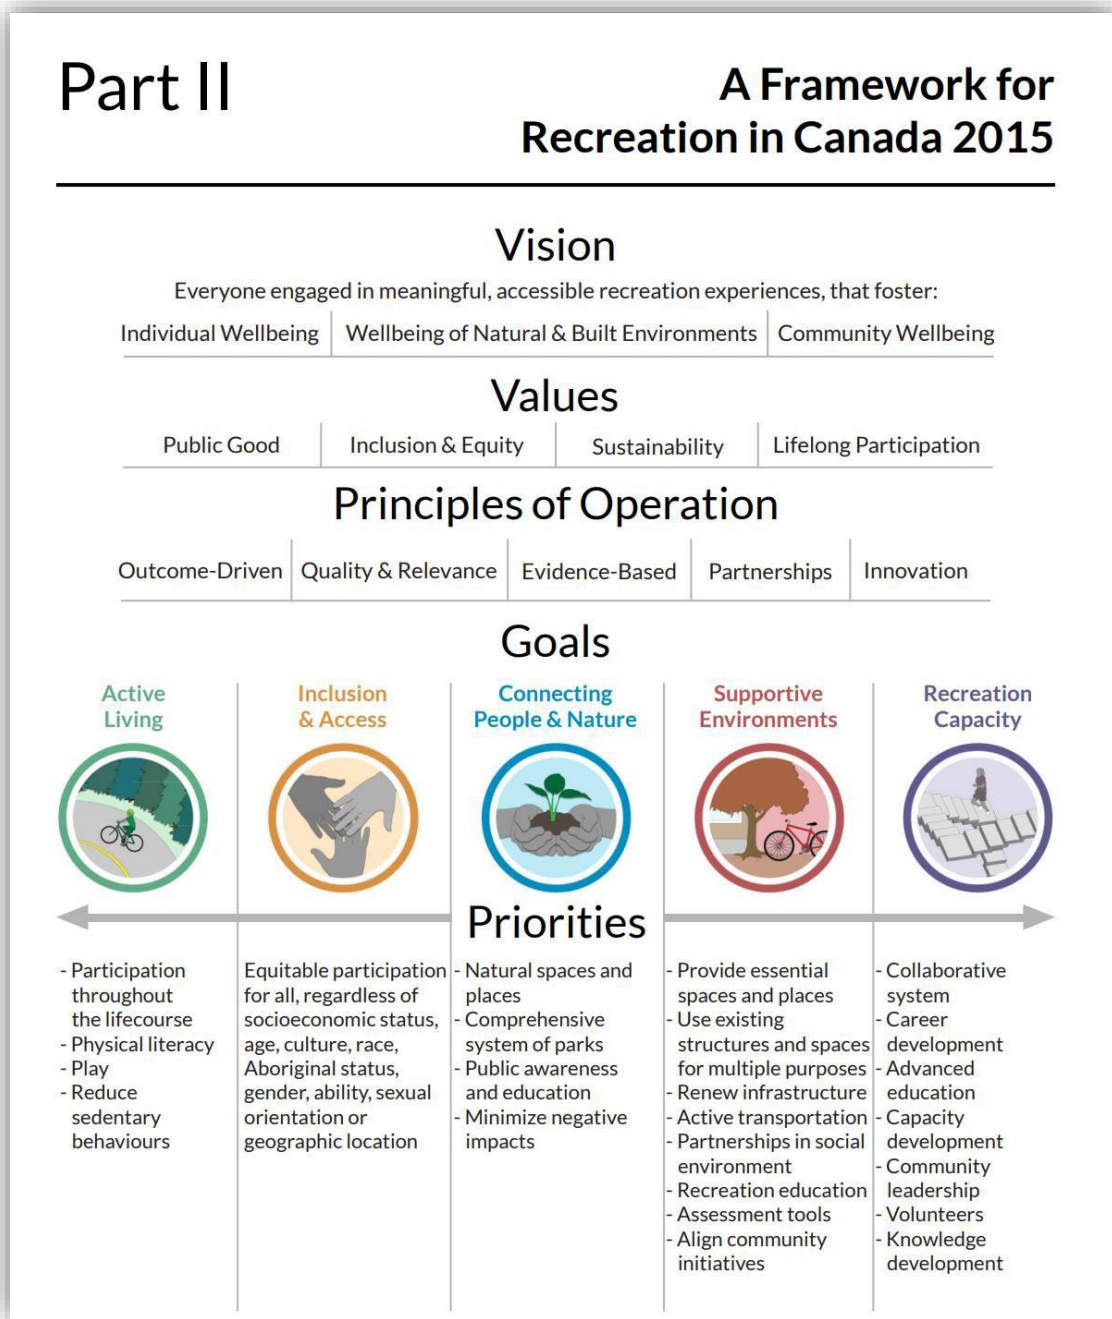 Part II
A Framework for
Recreation in Canada 2015
Vision
Everyone engaged in meaningful, accessible recreation experiences, that foster:
Individual Wellbeing Wellbeing of Natural & Built Environments Community Wellbeing
Values
Public Good Inclusion & Equity Sustainability Lifelong Participation
Principles of Operation
Outcome-Driven Quality & Relevance Evidence-Based Partnerships Innovation
Goals
Active
Living
Inclusion
& Access
Connecting
People & Nature
Supportive
Environments
Recreation
Capacity
Priorities
- Participation
throughout
the lifecourse
- Physical literacy
- Play
- Reduce
sedentary
behaviours
Equitable participation
for all, regardless of
socioeconomic status,
age, culture, race,
Aboriginal status,
gender, ability, sexual
orientation or
geographic location
- Natural spaces and
places
- Comprehensive
system of parks
- Public awareness
and education
- Minimize negative
impacts
- Provide essential
spaces and places
- Use existing
structures and spaces
for multiple purposes
- Renew infrastructure
- Active transportation
- Partnerships in social
environment
- Recreation education
- Assessment tools
- Align community
initiatives
- Collaborative
system
- Career
development
- Advanced
education
- Capacity
development
- Community
leadership
- Volunteers
- Knowledge
development